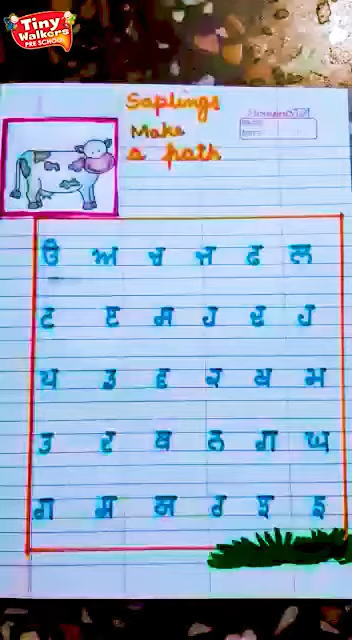 Tiny
Walkers
PRE SCHOOL
Saplings
Make
a path
ੳ ਅ ਚ ਜ ਫ ਲ
ਟ ੲ ਸ ਹ ਦ ਹ
ਪ ੜ ਵ ਕ ਖ ਮ
ੜ ਦ ਬ ਨ ਗ ਘ
ਗ ਸ ਯ ਰ ਝ ਙ